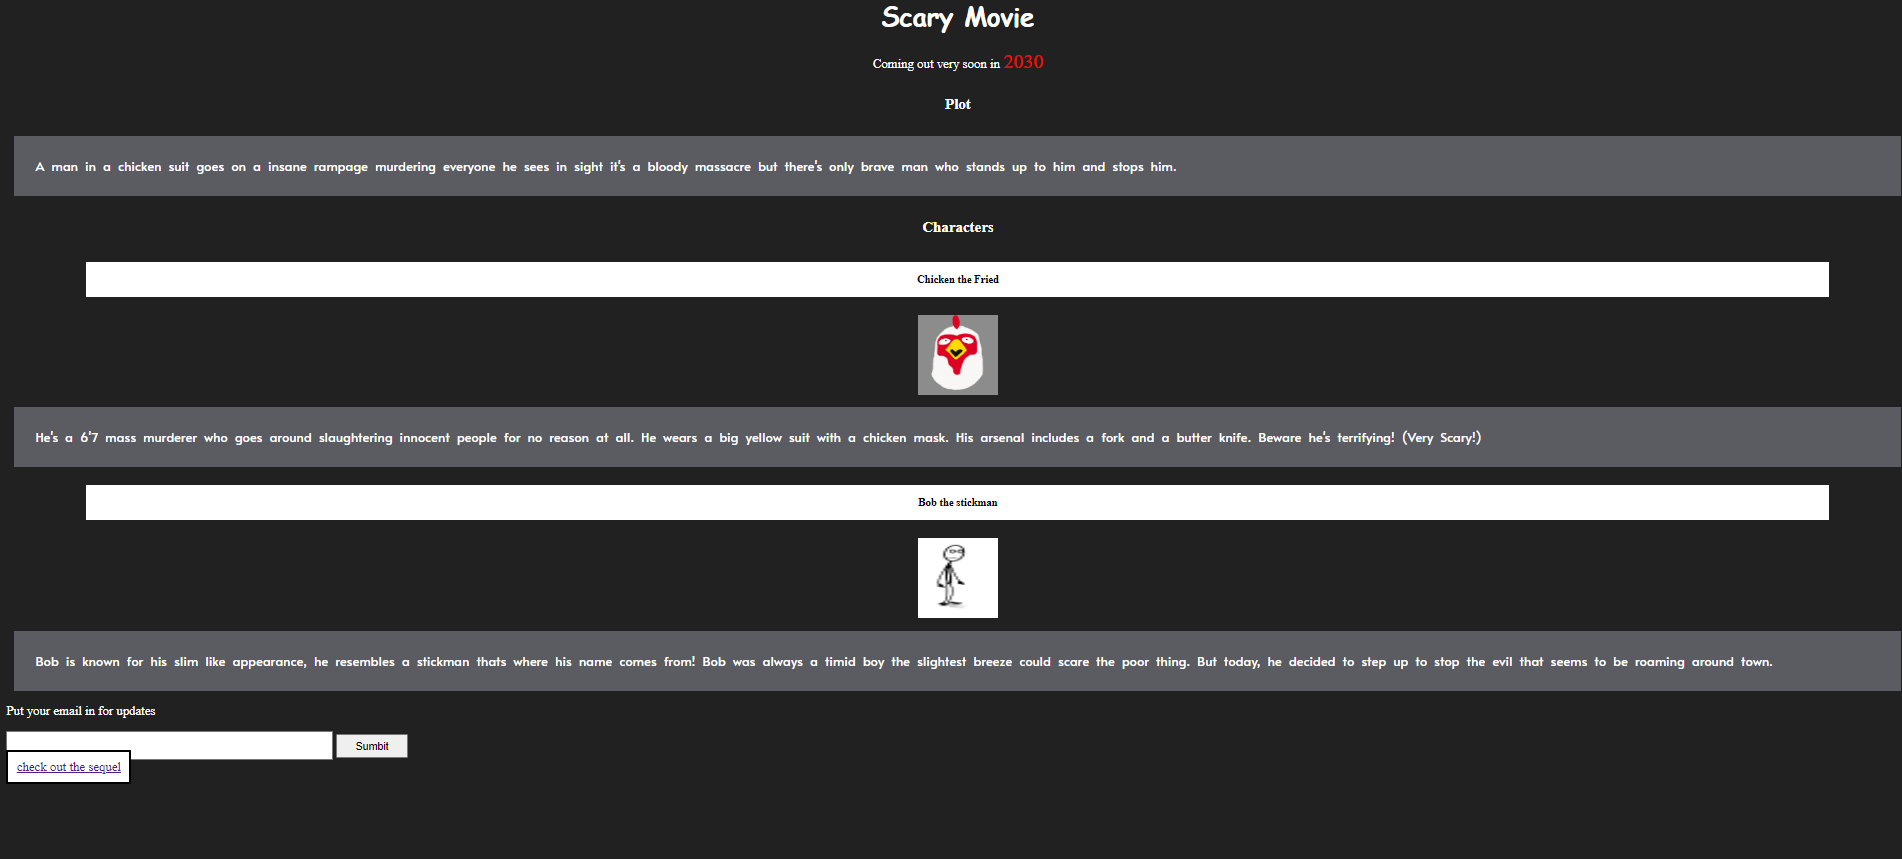 Scary Movie
Coming out very soon in 2030
Plot
A man in a chicken suit goes on a insane rampage murdering everyone he sees in sight it's a bloody massacre but there's only brave man who stands up to him and stops him.
Characters
Chicken the Fried
He's a 6'7 mass murderer who goes around slaughtering innocent people for no reason at all. He wears a big yellow suit with a chicken mask. His arsenal includes a fork and a butter knife. Beware he's terrifying! (Very Scary!)
Bob the stickman
Bob is known for his slim like appearance, he resembles a stickman thats where his name comes from! Bob was always a timid boy the slightest breeze could scare the poor thing. But today, he decided to step up to stop the evil that seems to be roaming around town.
Put your email in for updates
Sumbit
check out the sequel